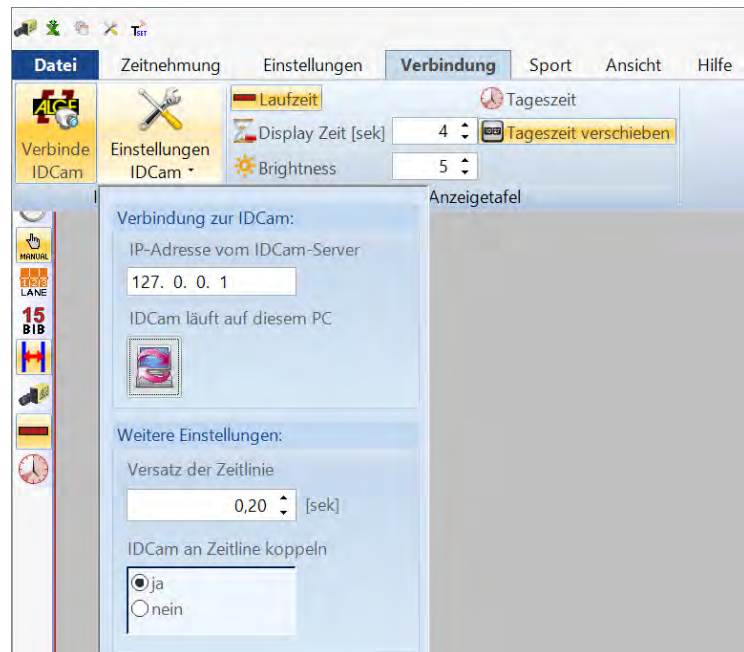 TSET
Datei Zeitnehmung Einstellungen Verbindung Sport Ansicht Hilfe
ALGE
Verbinde
IDCam
Einstellungen
IDCam
Laufzeit
Display Zeit [sek] 4
Brightness 5
Tageszeit
Tageszeit verschieben
Anzeigetafel
MANUAL
123
LANE
15
BIB
Verbindung zur IDCam:
IP-Adresse vom IDCam-Server
127. 0. 0. 1
IDCam läuft auf diesem PC
Weitere Einstellungen:
Versatz der Zeitlinie
0,20 [sek]
IDCam an Zeitline koppeln
ja
nein